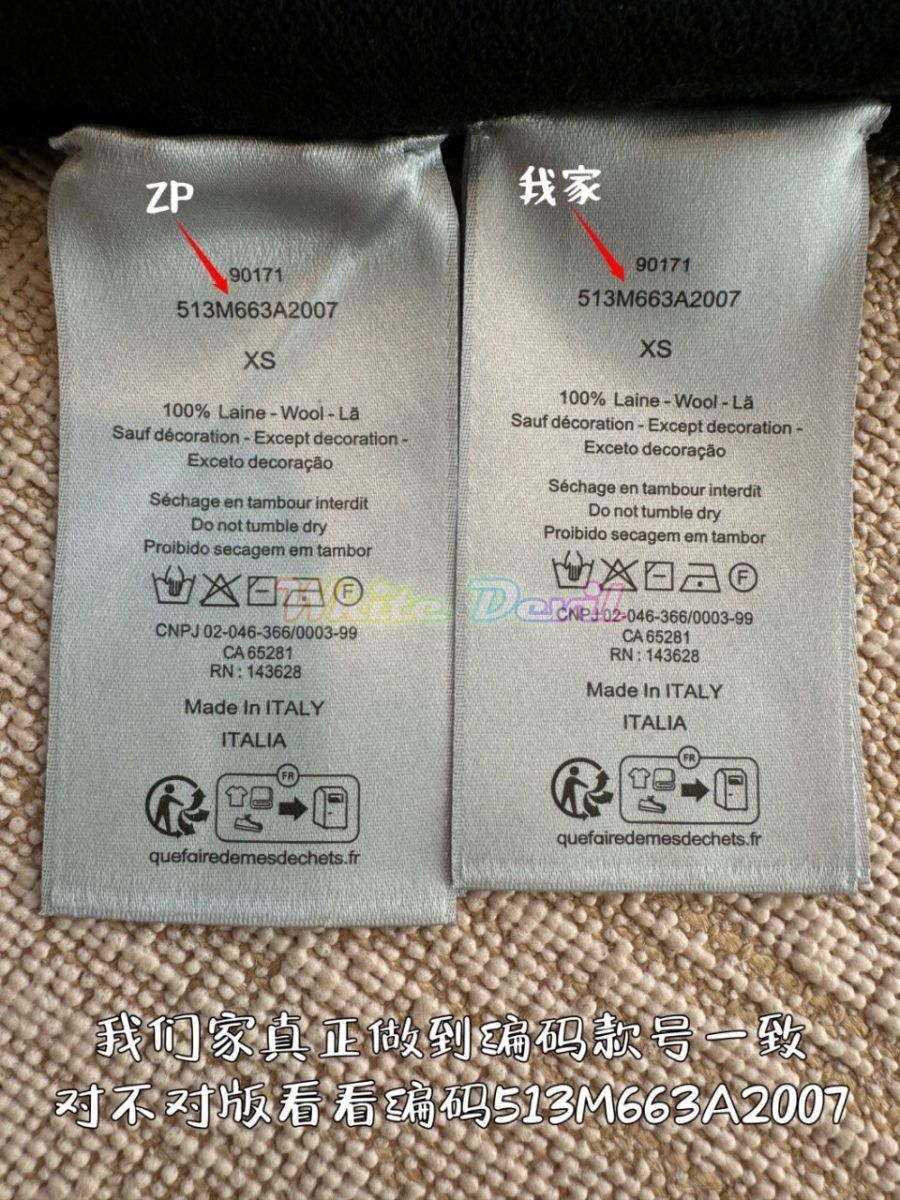 ZP
90171
513M663A2007
XS
100% Laine - Wool - Lã
Sauf décoration - Except decoration -
Exceto decoração
Séchage en tambour interdit
Do not tumble dry
Proibido secagem em tambor
F
CNPJ 02-046-366/0003-99
CA 65281
RN : 143628
Made In ITALY
ITALIA
FR
quefairedemesdechets.fr
我家
90171
513M663A2007
XS
100% Laine - Wool - Lã
Sauf décoration - Except decoration -
Exceto decoração
Séchage en tambour interdit
Do not tumble dry
Proibido secagem em tambor
F
CNPJ 02-046-366/0003-99
CA 65281
RN : 143628
Made In ITALY
ITALIA
FR
quefairedemesdechets.fr
White Devil
我们家真正做到编码款号一致
对不对版看看编码513M663A2007